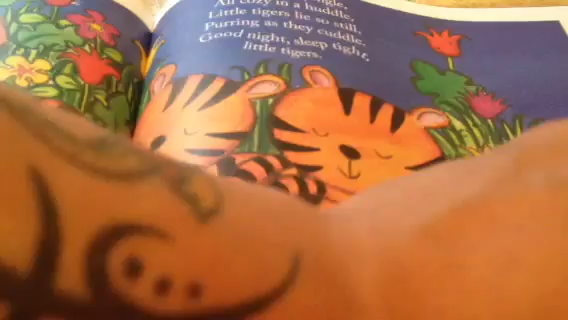 All cozy in a huddle,
Little tigers lie so still,
Purring as they cuddle.
Good night, sleep tight,
little tigers.